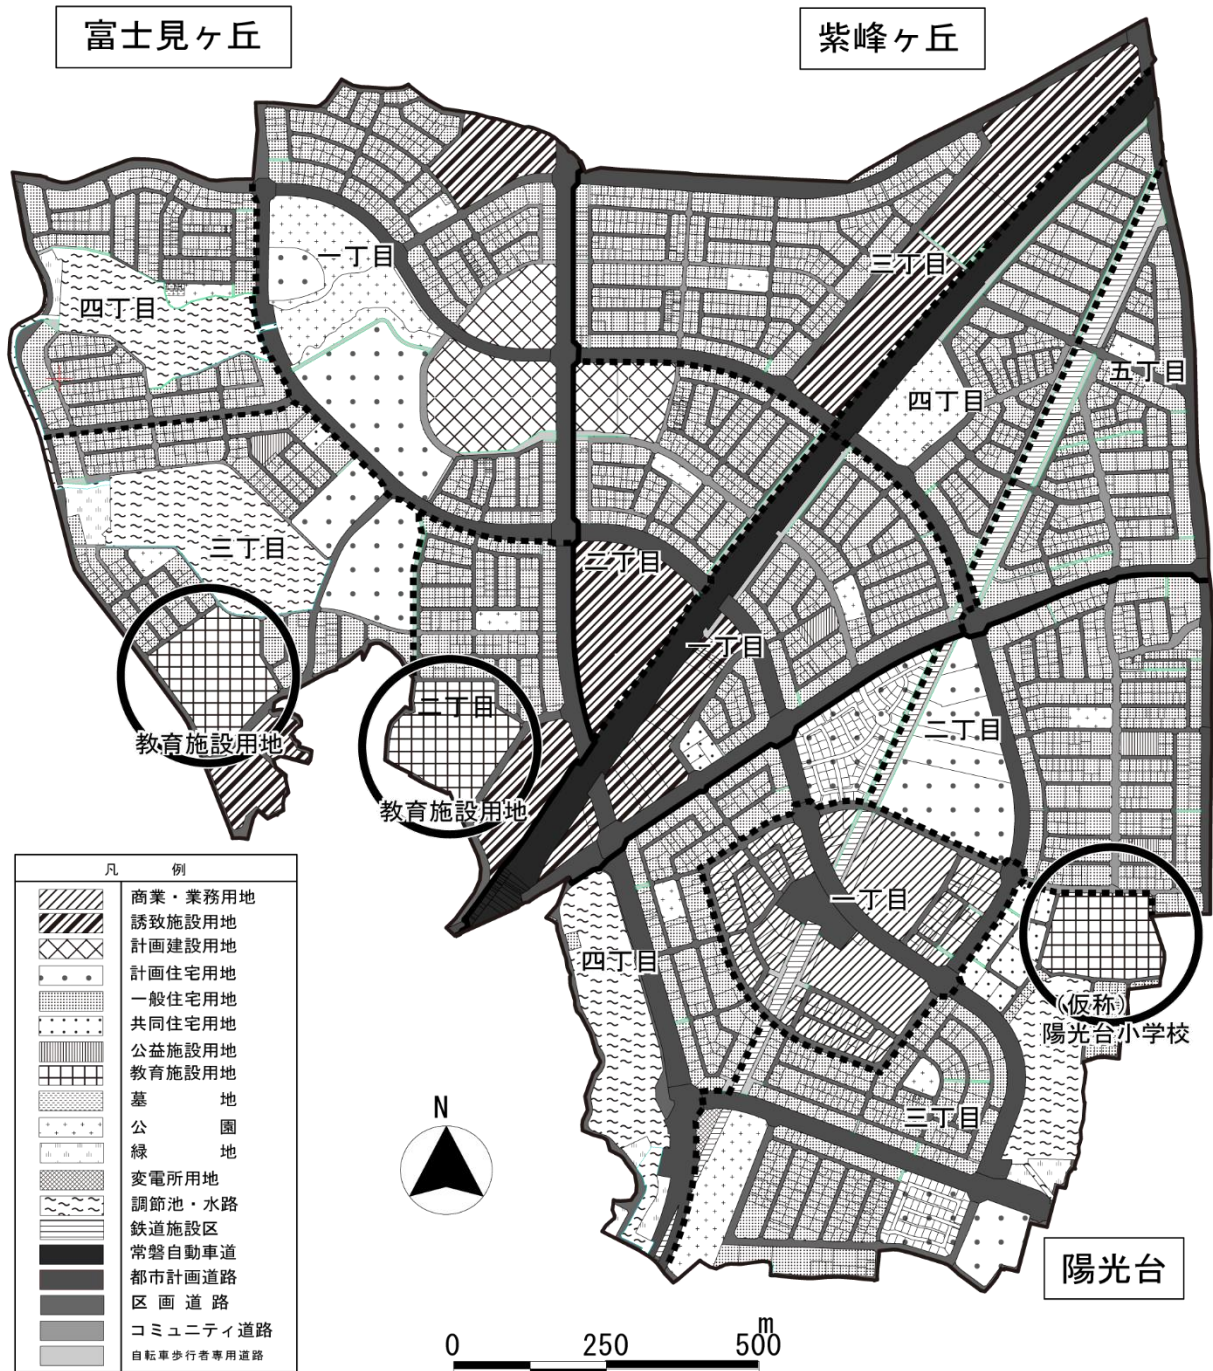 富士見ヶ丘
紫峰ヶ丘
一丁目
三丁目
四丁目
五丁目
四丁目
三丁目
二丁目
一丁目
二丁目
二丁目
教育施設用地
教育施設用地
一丁目
四丁目
(仮称)
陽光台小学校
三丁目
陽光台
凡 例
商業・業務用地
誘致施設用地
計画建設用地
計画住宅用地
一般住宅用地
共同住宅用地
公益施設用地
教育施設用地
墓 地
公 園
緑 地
変電所用地
調節池・水路
鉄道施設区
常磐自動車道
都市計画道路
区画道路
コミュニティ道路
自転車歩行者専用道路
N
0 250 500 m